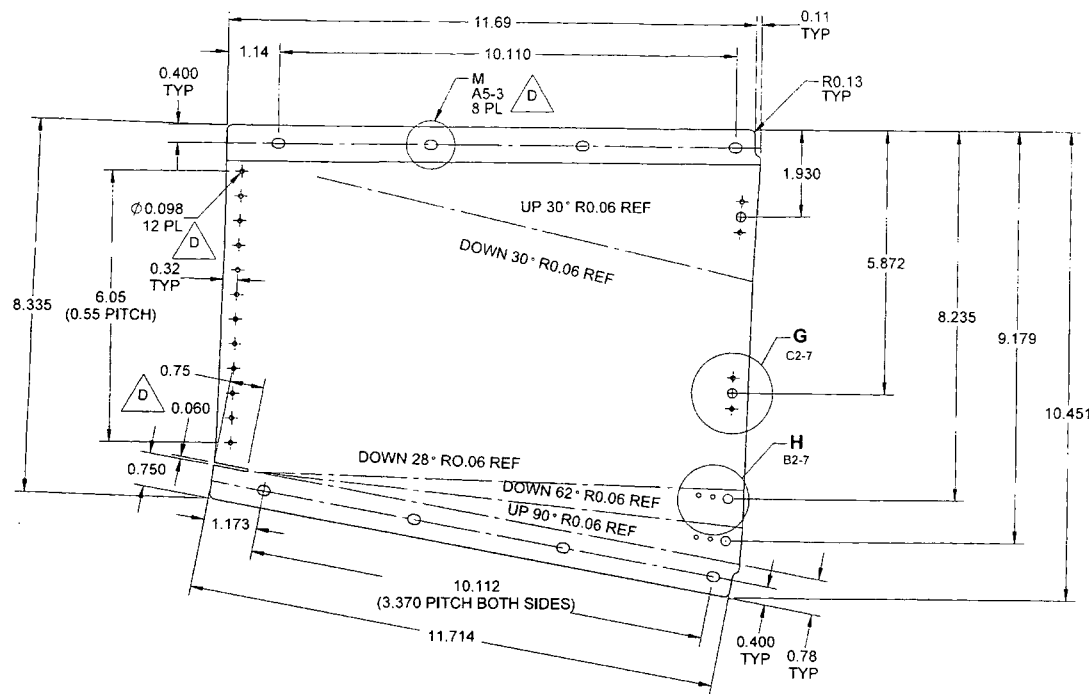 11.69
0.11
TYP
1.14
10.110
0.400
TYP
M
A5-3
8 PL
D
R0.13
TYP
1.930
Ø0.098
12 PL
D
UP 30° R0.06 REF
DOWN 30° R0.06 REF
0.32
TYP
8.335
6.05
(0.55 PITCH)
5.872
8.235
9.179
10.451
G
C2-7
0.75
D
0.060
0.750
H
B2-7
DOWN 28° RO.06 REF
DOWN 62° R0.06 REF
UP 90° R0.06 REF
1.173
10.112
(3.370 PITCH BOTH SIDES)
11.714
0.400
TYP
0.78
TYP